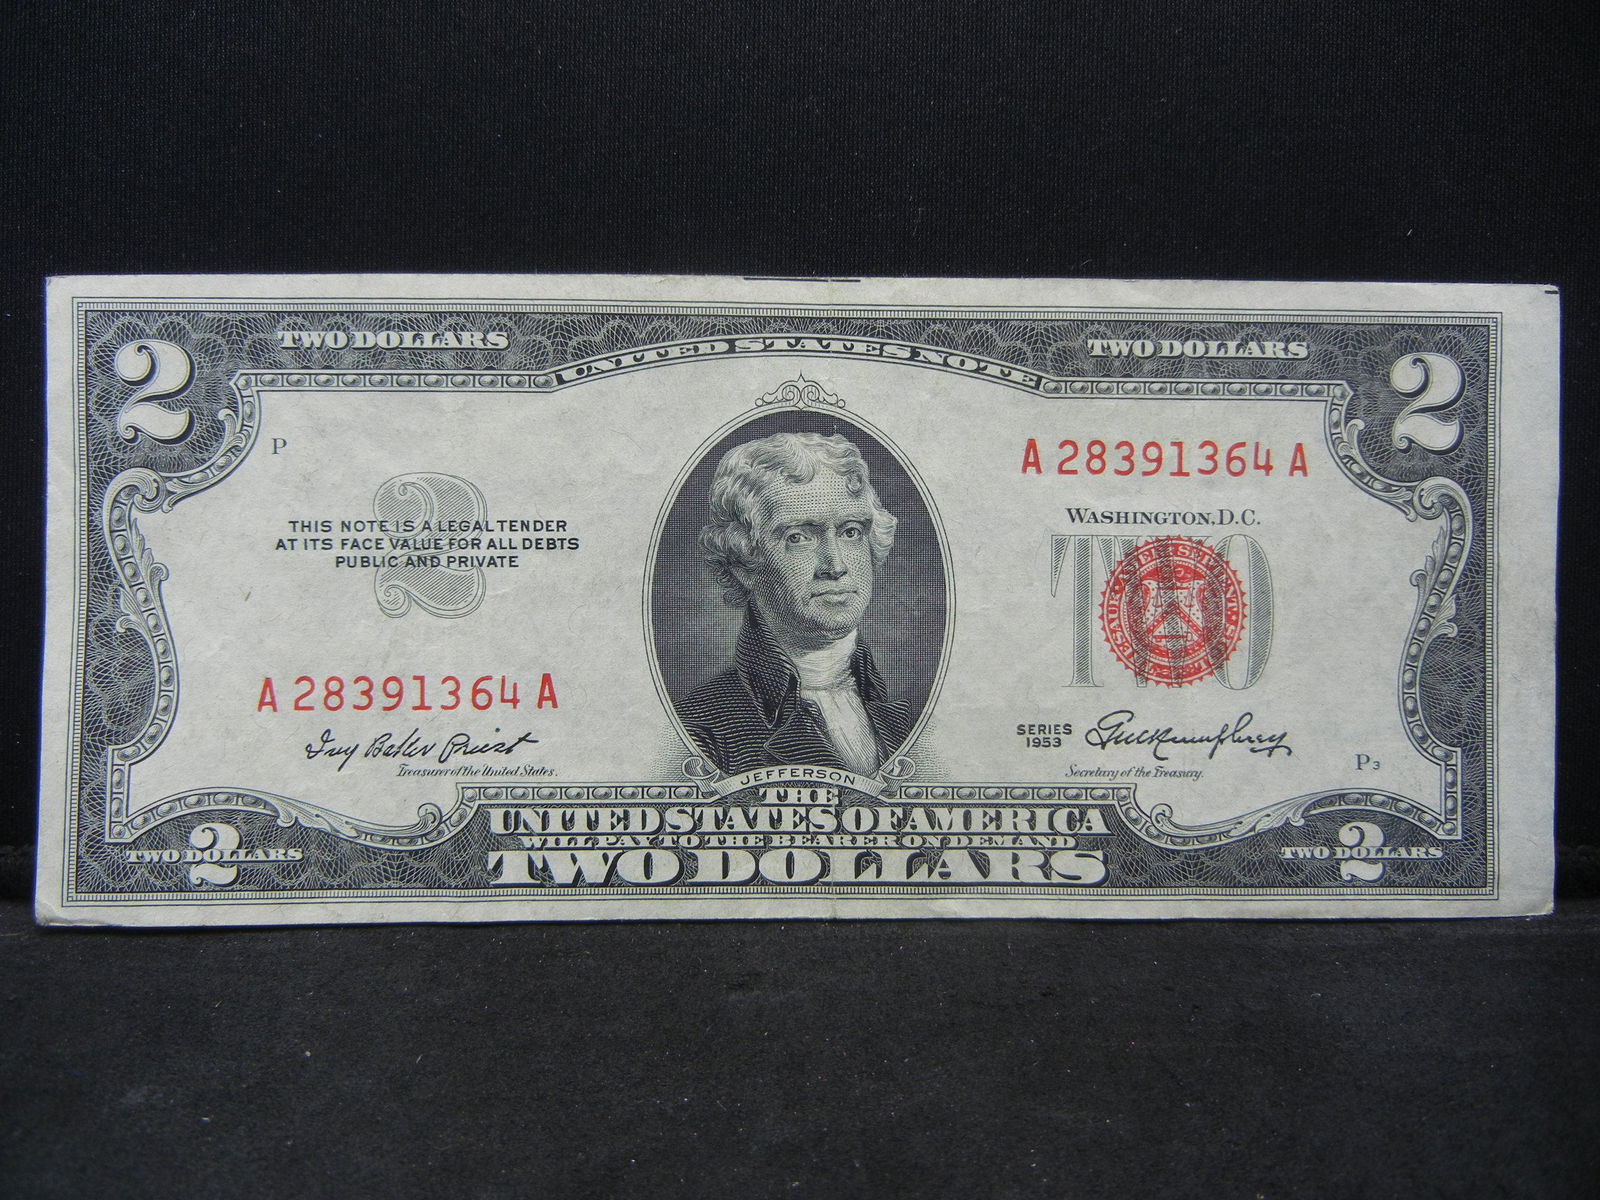 TWO DOLLARS
UNITED STATES NOTE
TWO DOLLARS
2
2
P
A 28391364 A
2
THIS NOTE IS A LEGAL TENDER
AT ITS FACE VALUE FOR ALL DEBTS
PUBLIC AND PRIVATE
WASHINGTON, D.C.
TWO
A 28391364 A
Ivy Baker Priest
Treasurer of the United States.
SERIES
1953
G M Humphrey
Secretary of the Treasury.
P3
JEFFERSON
THE
UNITED STATES OF AMERICA
WILL PAY TO THE BEARER ON DEMAND
TWO DOLLARS
2
TWO DOLLARS
2
TWO DOLLARS